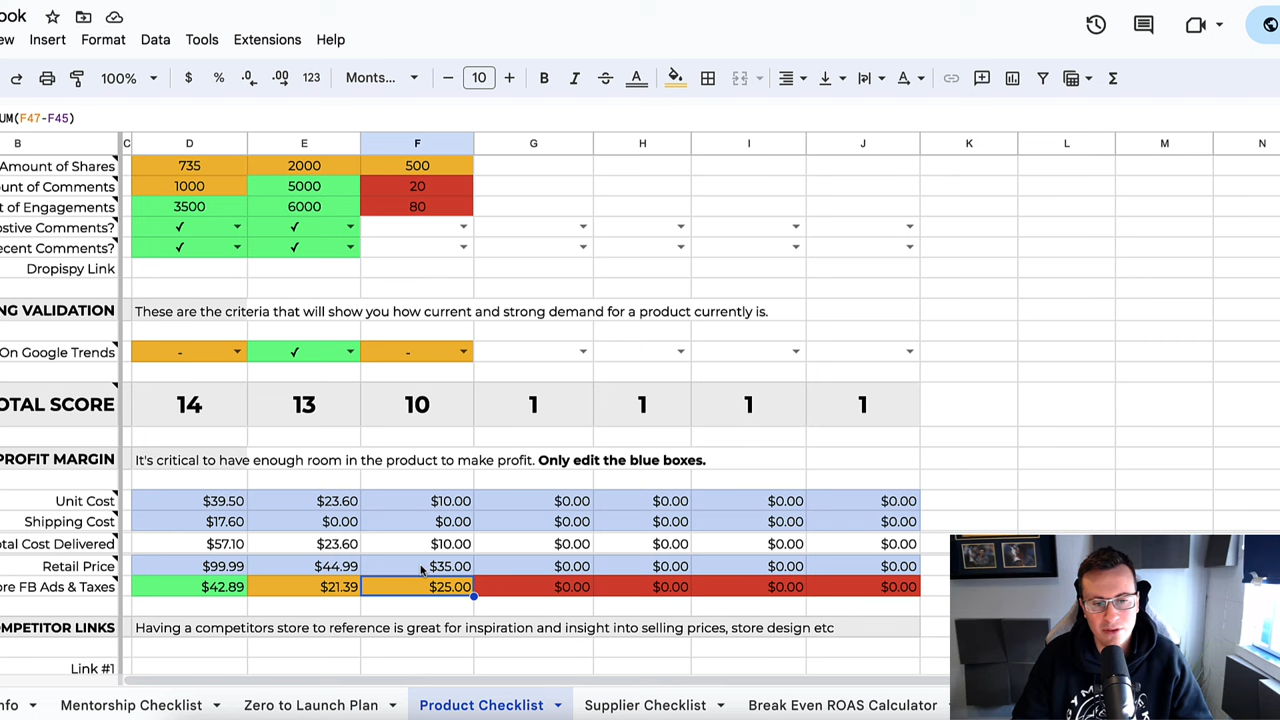 ook
ew Insert Format Data Tools Extensions Help
100% $ % .0 .00 123 Monts... − 10 + B I A Σ
UM(F47-F45)
B C D E F G H I J K L M N
Amount of Shares 735 2000 500
ount of Comments 1000 5000 20
t of Engagements 3500 6000 80
ostive Comments? ✓ ✓
ecent Comments? ✓ ✓
Dropispy Link
NG VALIDATION These are the criteria that will show you how current and strong demand for a product currently is.
On Google Trends - ✓ -
OTAL SCORE 14 13 10 1 1 1 1
PROFIT MARGIN It's critical to have enough room in the product to make profit. Only edit the blue boxes.
Unit Cost $39.50 $23.60 $10.00 $0.00 $0.00 $0.00 $0.00
Shipping Cost $17.60 $0.00 $0.00 $0.00 $0.00 $0.00 $0.00
otal Cost Delivered $57.10 $23.60 $10.00 $0.00 $0.00 $0.00 $0.00
Retail Price $99.99 $44.99 $35.00 $0.00 $0.00 $0.00 $0.00
ore FB Ads & Taxes $42.89 $21.39 $25.00 $0.00 $0.00 $0.00 $0.00
OMPETITOR LINKS Having a competitors store to reference is great for inspiration and insight into selling prices, store design etc
Link #1
nfo Mentorship Checklist Zero to Launch Plan Product Checklist Supplier Checklist Break Even ROAS Calculator